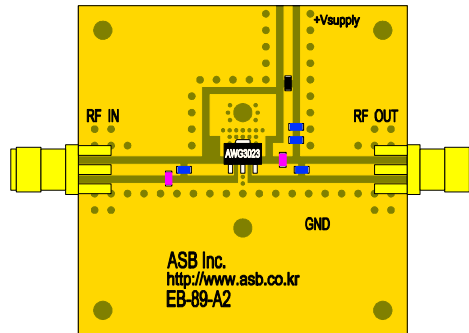 +Vsupply
RF IN
RF OUT
AWG3023
GND
ASB Inc.
http://www.asb.co.kr
EB-89-A2